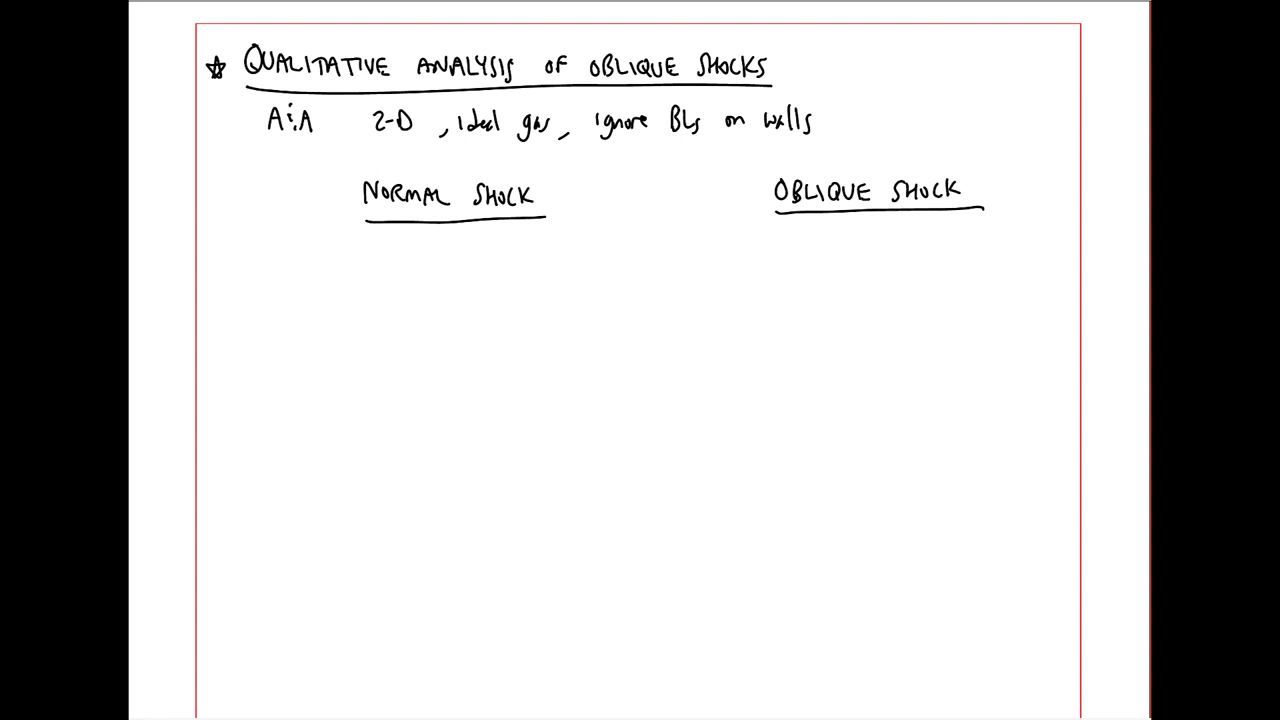 ☆ QUALITATIVE ANALYSIS OF OBLIQUE SHOCKS
A&A 2-D, ideal gas, ignore BLs on walls
NORMAL SHOCK OBLIQUE SHOCK